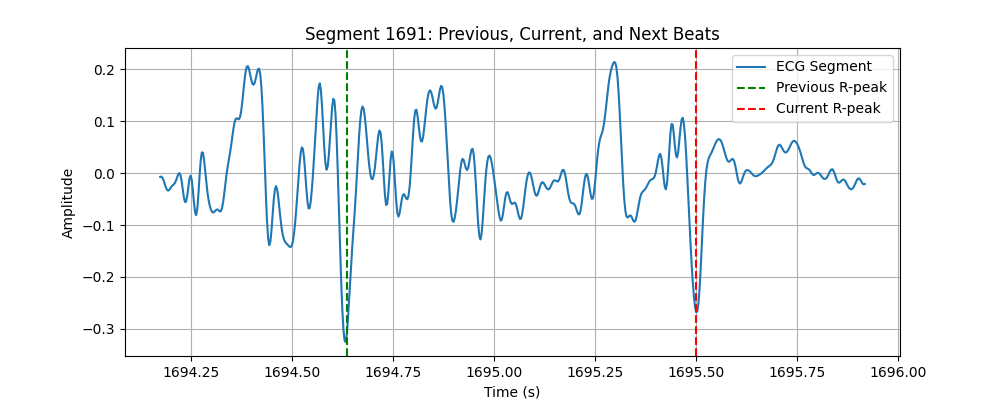 Segment 1691: Previous, Current, and Next Beats
ECG Segment
Previous R-peak
Current R-peak
Amplitude
0.2
0.1
0.0
−0.1
−0.2
−0.3
1694.25 1694.50 1694.75 1695.00 1695.25 1695.50 1695.75 1696.00
Time (s)